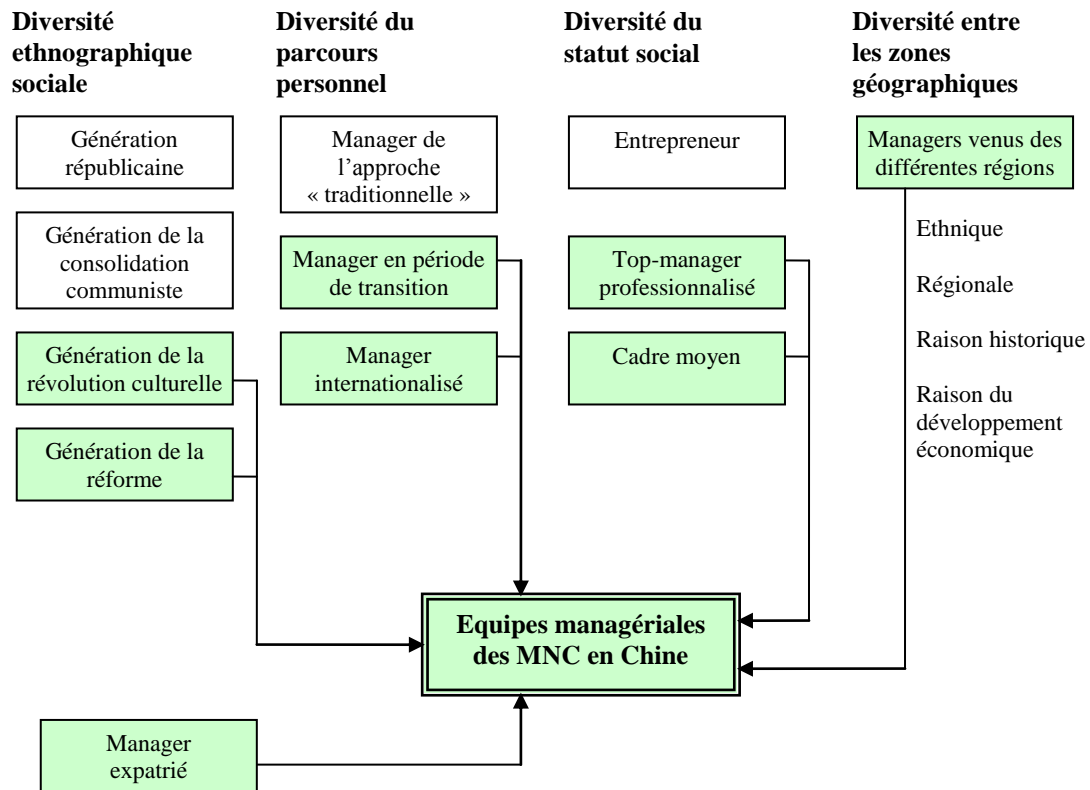 Diversité
ethnographique
sociale
Génération
républicaine
Génération de la
consolidation
communiste
Génération de la
révolution culturelle
Génération de la
réforme
Diversité du
parcours
personnel
Manager de
l’approche
« traditionnelle »
Manager en période
de transition
Manager
internationalisé
Diversité du
statut social
Entrepreneur
Top-manager
professionnalisé
Cadre moyen
Diversité entre
les zones
géographiques
Managers venus des
différentes régions
Ethnique
Régionale
Raison historique
Raison du
développement
économique
Equipes managériales
des MNC en Chine
Manager
expatrié